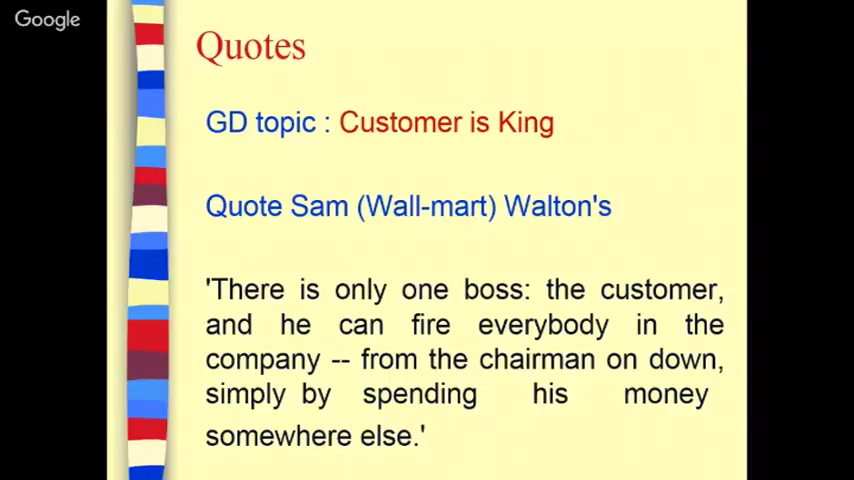 Google
Quotes
GD topic : Customer is King
Quote Sam (Wall-mart) Walton's
'There is only one boss: the customer,
and he can fire everybody in the
company -- from the chairman on down,
simply by spending his money
somewhere else.'